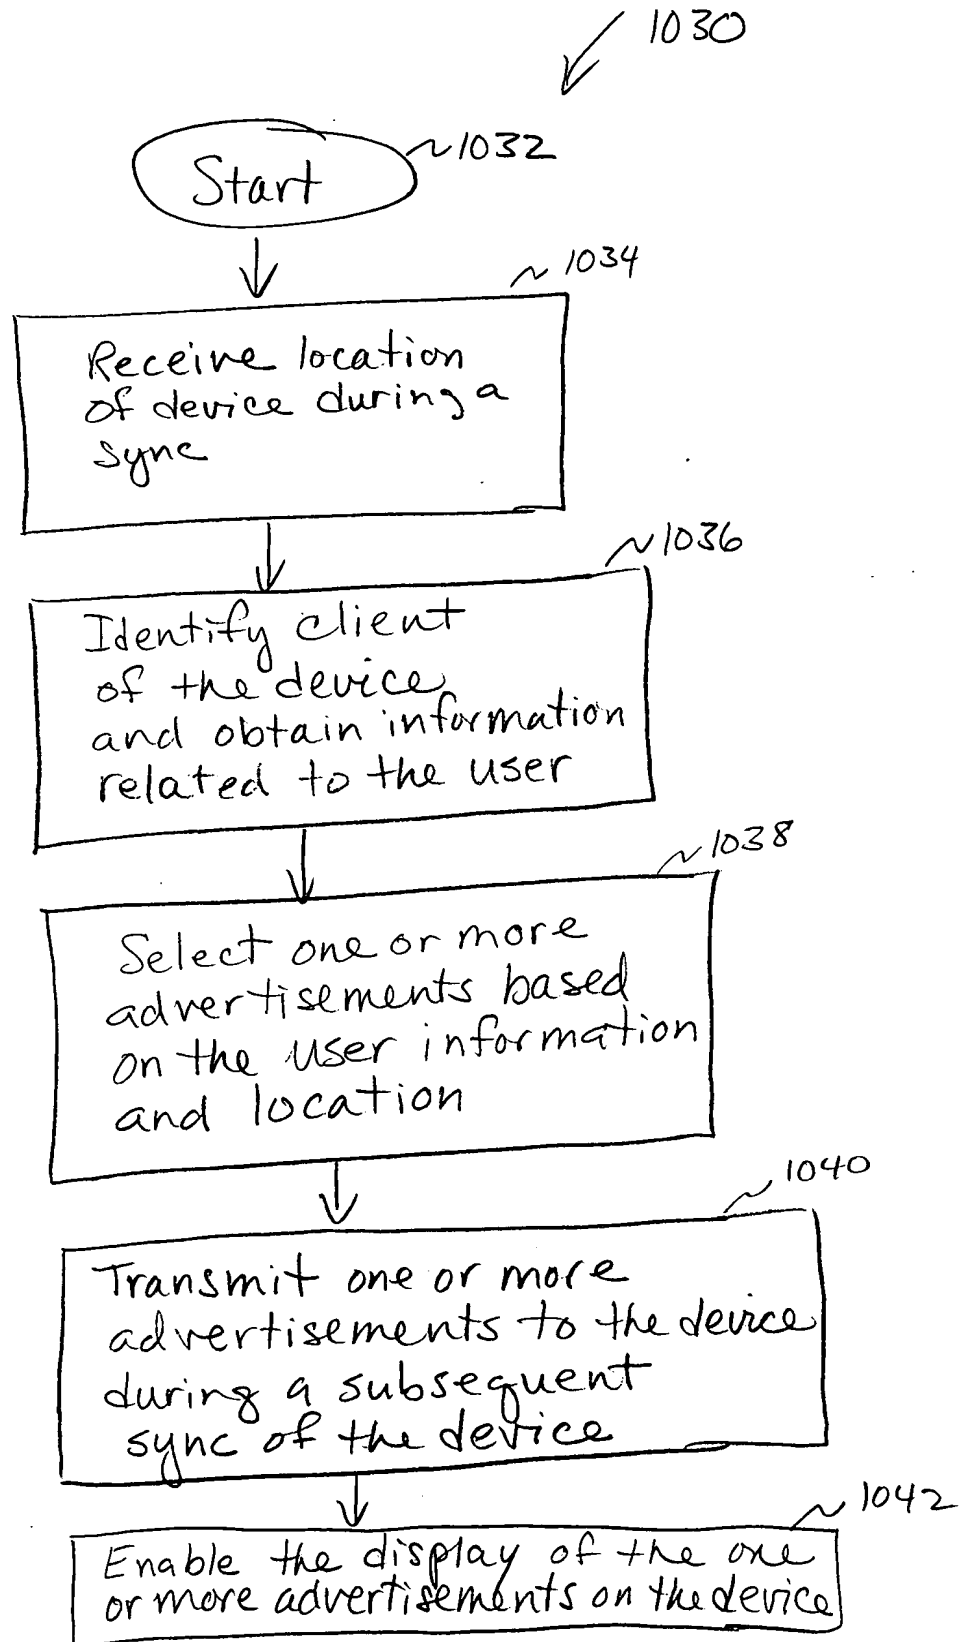 1030
1032
Start
1034
Receive location
of device during a
sync
1036
Identify client
of the device
and obtain information
related to the user
1038
Select one or more
advertisements based
on the user information
and location
1040
Transmit one or more
advertisements to the device
during a subsequent
sync of the device
1042
Enable the display of the one
or more advertisements on the device